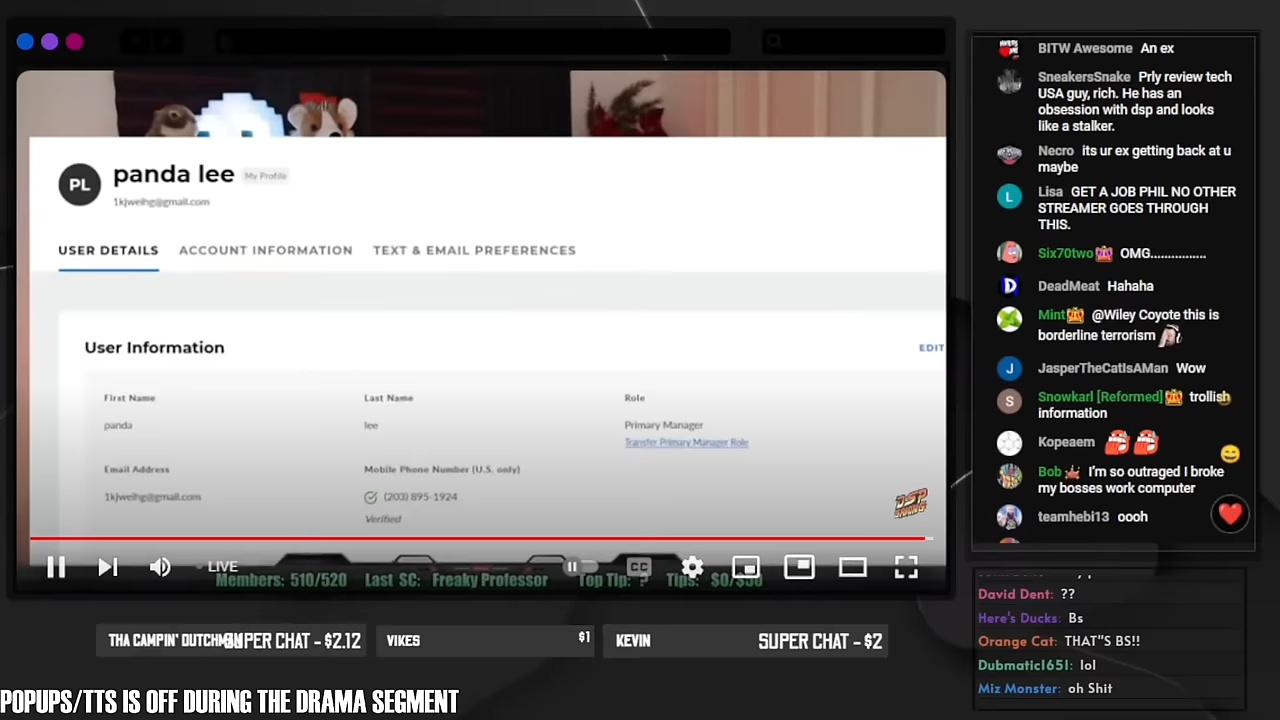 PL
panda lee
My Profile
1kjweihg@gmail.com
USER DETAILS
ACCOUNT INFORMATION
TEXT & EMAIL PREFERENCES
User Information
EDIT
First Name
Last Name
Role
panda
lee
Primary Manager
Transfer Primary Manager Role
Email Address
Mobile Phone Number (U.S. only)
1kjweihg@gmail.com
(203) 895-1924
Verified
DSP
LIVE
CC
Members: 510/520
Last SC: Freaky Professor
Top Tip: ?
Tips: $0/$50
THA CAMPIN' DUTCHMAN
SUPER CHAT - $2.12
VIKES
$1
KEVIN
SUPER CHAT - $2
POPUPS/TTS IS OFF DURING THE DRAMA SEGMENT
BITW Awesome An ex
SneakersSnake Prly review tech
USA guy, rich. He has an
obsession with dsp and looks
like a stalker.
Necro its ur ex getting back at u
maybe
L
Lisa GET A JOB PHIL NO OTHER
STREAMER GOES THROUGH
THIS.
Six70two OMG................
D
DeadMeat Hahaha
Mint @Wiley Coyote this is
borderline terrorism
J
JasperTheCatIsAMan Wow
S
Snowkarl [Reformed] trollish
information
Kopeaem
Bob I'm so outraged I broke
my bosses work computer
teamhebi13 oooh
David Dent: ??
Here's Ducks: Bs
Orange Cat: THAT"S BS!!
Dubmatic1651: lol
Miz Monster: oh Shit